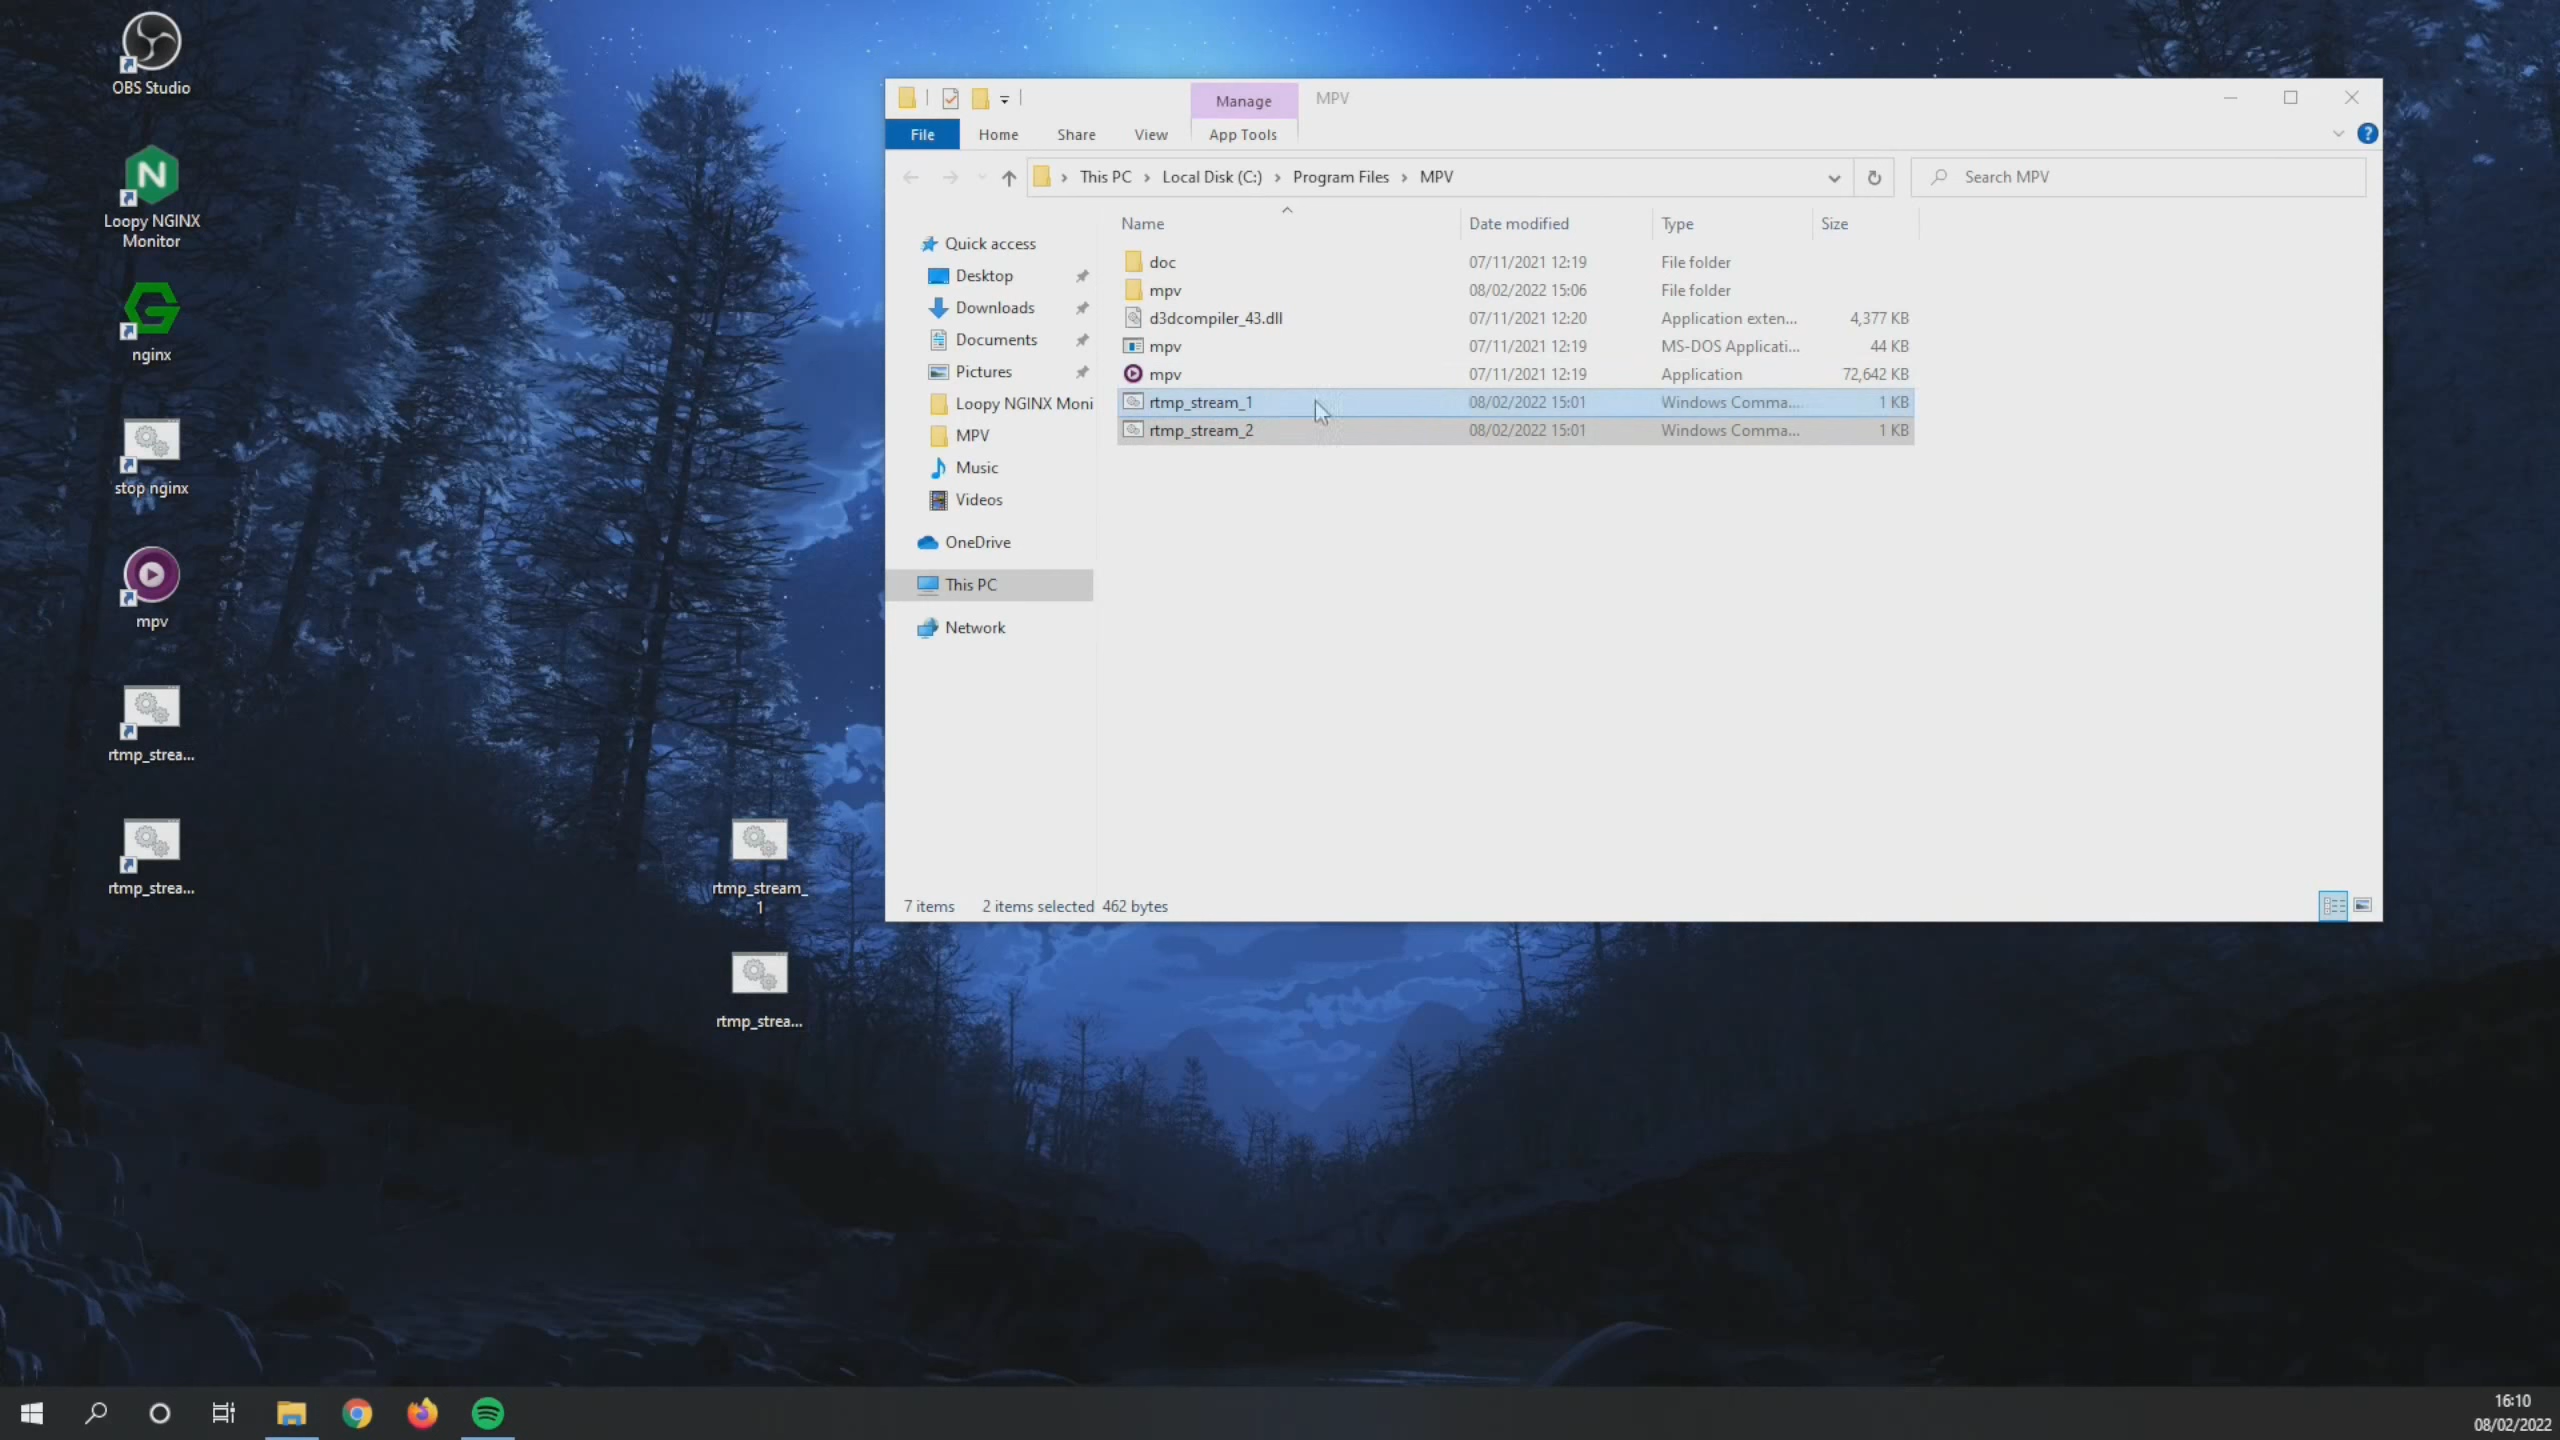 OBS Studio
Loopy NGINX
Monitor
nginx
stop nginx
mpv
rtmp_strea...
rtmp_strea...
rtmp_stream_
1
rtmp_strea...
Manage
MPV
File
Home
Share
View
App Tools
This PC
Local Disk (C:)
Program Files
MPV
Search MPV
Name
Date modified
Type
Size
Quick access
Desktop
Downloads
Documents
Pictures
Loopy NGINX Moni
MPV
Music
Videos
OneDrive
This PC
Network
doc 07/11/2021 12:19 File folder
mpv 08/02/2022 15:06 File folder
d3dcompiler_43.dll 07/11/2021 12:20 Application exten... 4,377 KB
mpv 07/11/2021 12:19 MS-DOS Applicati... 44 KB
mpv 07/11/2021 12:19 Application 72,642 KB
rtmp_stream_1 08/02/2022 15:01 Windows Comma... 1 KB
rtmp_stream_2 08/02/2022 15:01 Windows Comma... 1 KB
7 items 2 items selected 462 bytes
16:10
08/02/2022